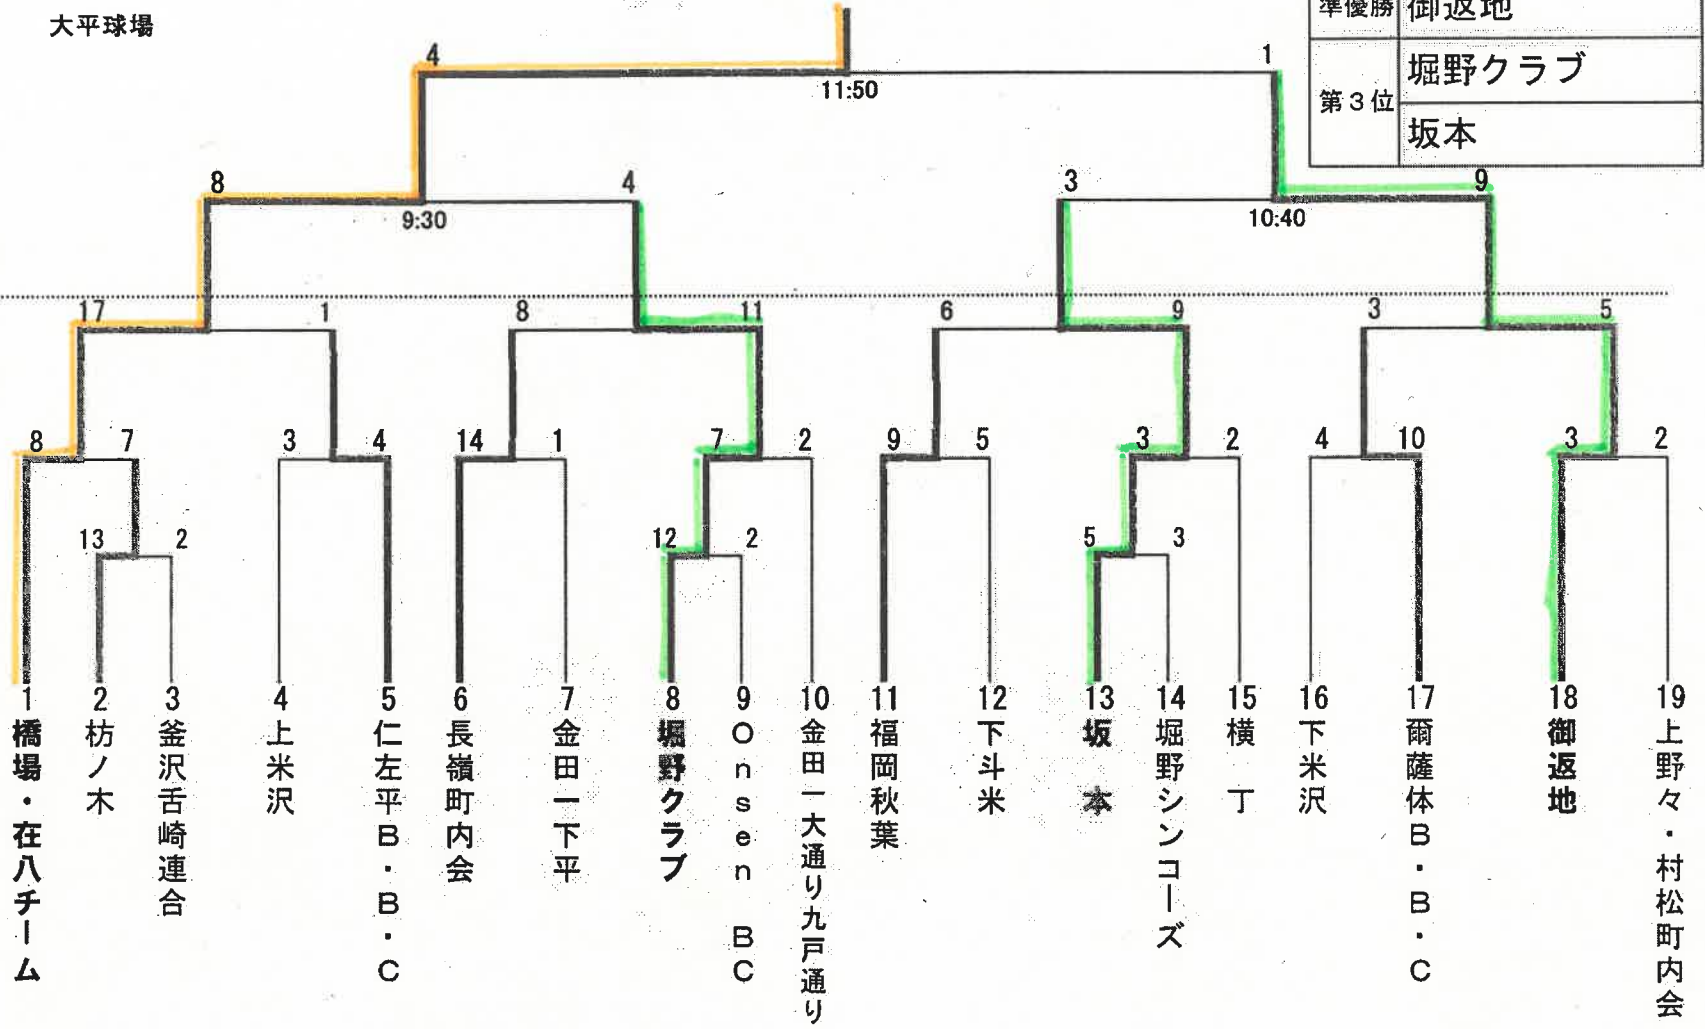 大平球場
準優勝 御返地
第3位 堀野クラブ
坂本
4 1
11:50
8 4 3 9
9:30 10:40
17 1 8 11 6 9 3 5
8 7 3 4 14 1 7 2 9 5 3 2 4 10 3 2
13 2 12 2 5 3
1 橋場・在八チーム
2 枋ノ木
3 釜沢舌崎連合
4 上米沢
5 仁左平B・B・C
6 長嶺町内会
7 金田一下平
8 堀野クラブ
9 Onsen BC
10 金田一大通り九戸通り
11 福岡秋葉
12 下斗米
13 坂本
14 堀野シンコーズ
15 横丁
16 下米沢
17 爾薩体B・B・C
18 御返地
19 上野々・村松町内会